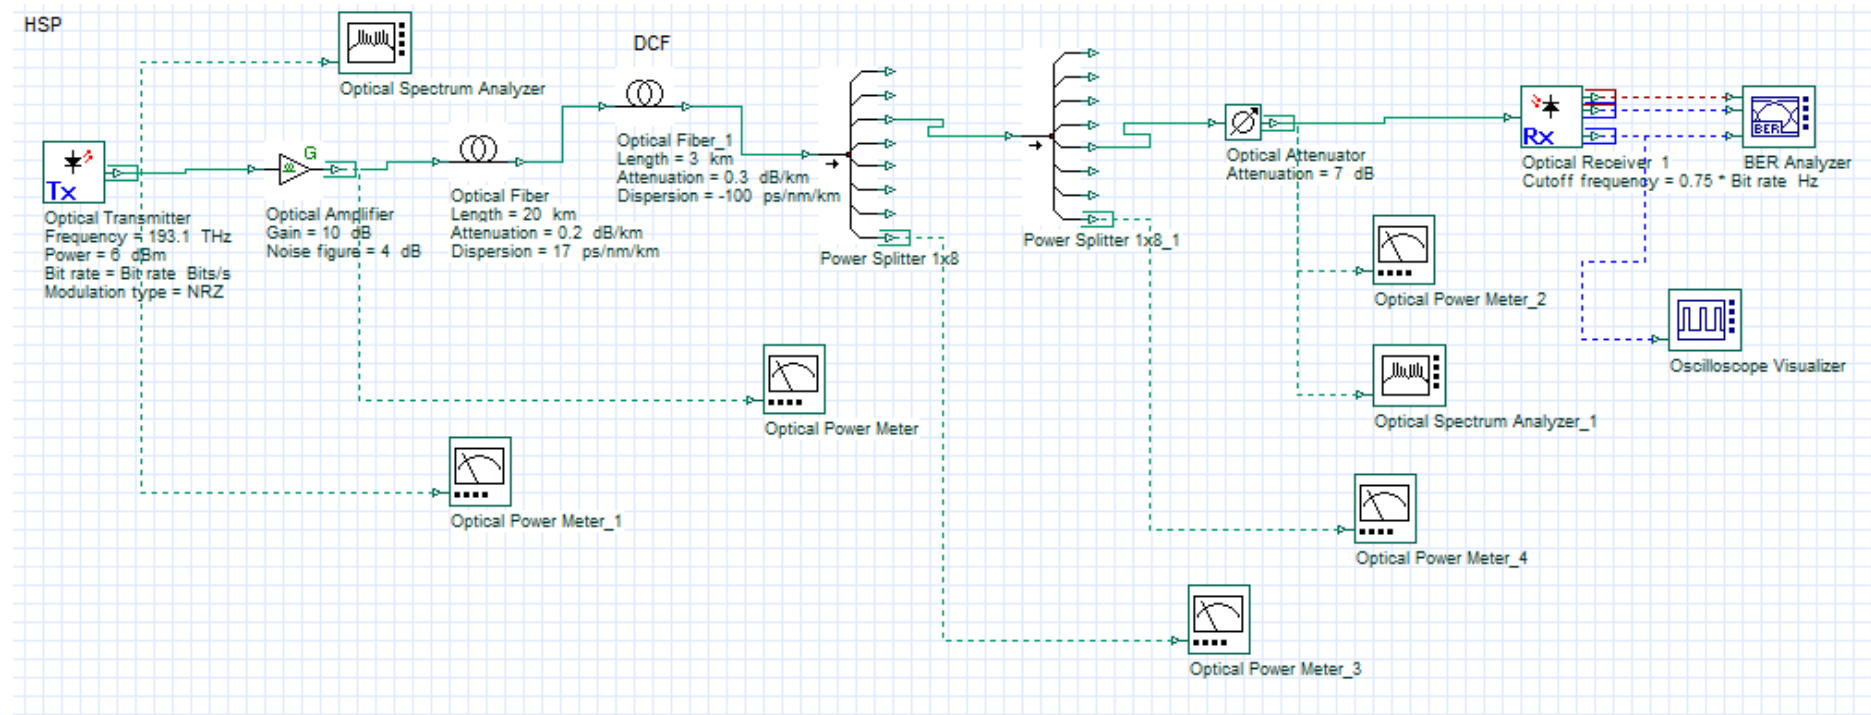 HSP
DCF
Optical Spectrum Analyzer
Tx
Optical Transmitter
Frequency = 193.1 THz
Power = 6 dBm
Bit rate = Bit rate Bits/s
Modulation type = NRZ
G
Optical Amplifier
Gain = 10 dB
Noise figure = 4 dB
Optical Fiber
Length = 20 km
Attenuation = 0.2 dB/km
Dispersion = 17 ps/nm/km
Optical Fiber_1
Length = 3 km
Attenuation = 0.3 dB/km
Dispersion = -100 ps/nm/km
Power Splitter 1x8
Power Splitter 1x8_1
Optical Attenuator
Attenuation = 7 dB
Rx
Optical Receiver_1
Cutoff frequency = 0.75 * Bit rate Hz
BER
BER Analyzer
Optical Power Meter_2
Oscilloscope Visualizer
Optical Spectrum Analyzer_1
Optical Power Meter
Optical Power Meter_1
Optical Power Meter_4
Optical Power Meter_3